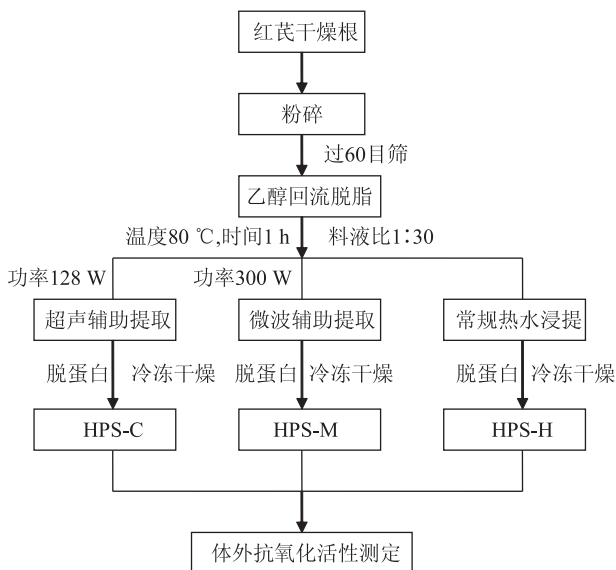 红芪干燥根
粉碎
过60目筛
乙醇回流脱脂
温度80 ℃,时间1 h 料液比1∶30
功率128 W 功率300 W
超声辅助提取 微波辅助提取 常规热水浸提
脱蛋白 冷冻干燥 脱蛋白 冷冻干燥 脱蛋白 冷冻干燥
HPS-C HPS-M HPS-H
体外抗氧化活性测定